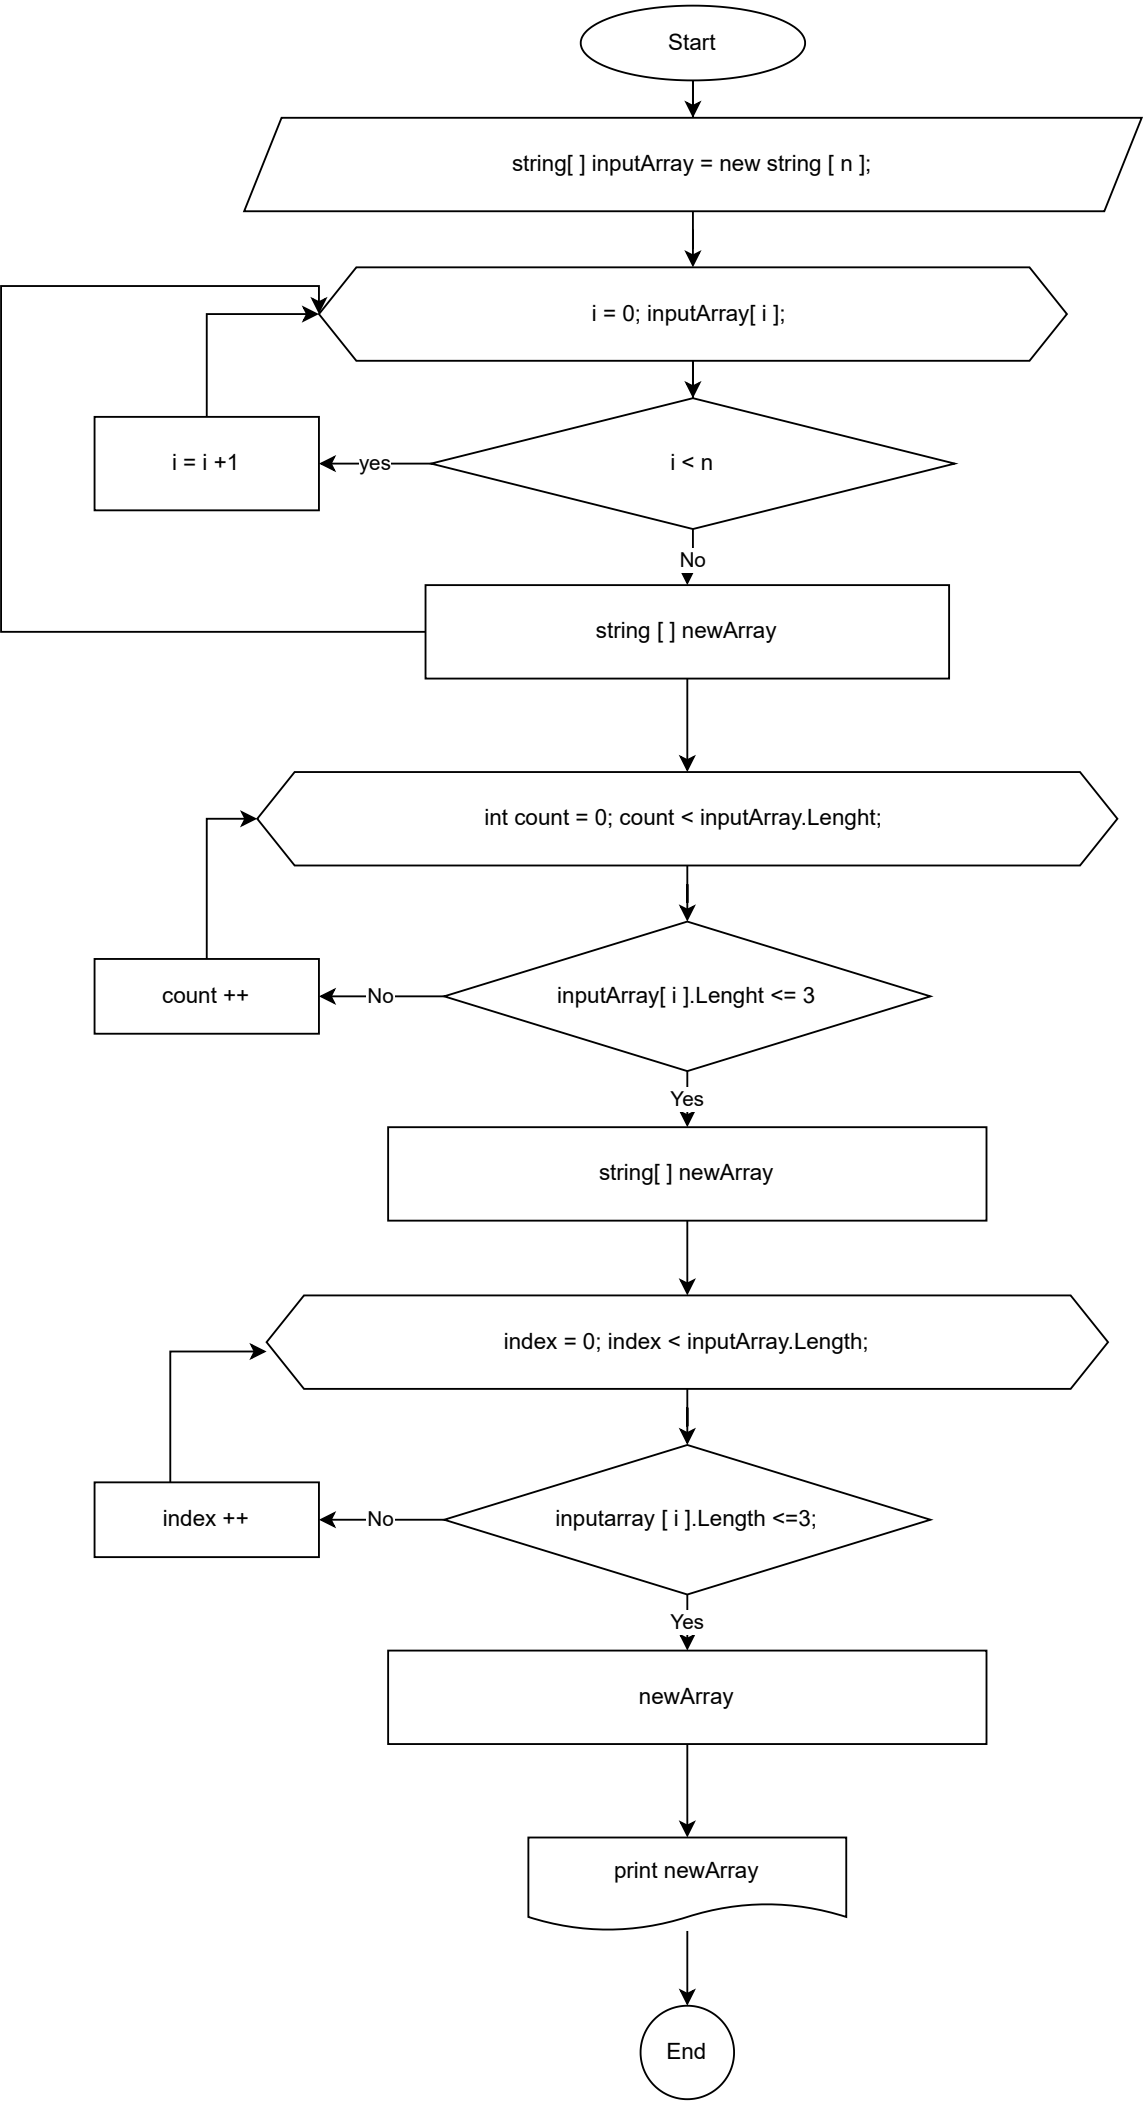 Start
string[ ] inputArray = new string [ n ];
i = 0; inputArray[ i ];
i < n
yes
i = i +1
No
string [ ] newArray
int count = 0; count < inputArray.Lenght;
inputArray[ i ].Lenght <= 3
No
count ++
Yes
string[ ] newArray
index = 0; index < inputArray.Length;
inputarray [ i ].Length <=3;
No
index ++
Yes
newArray
print newArray
End